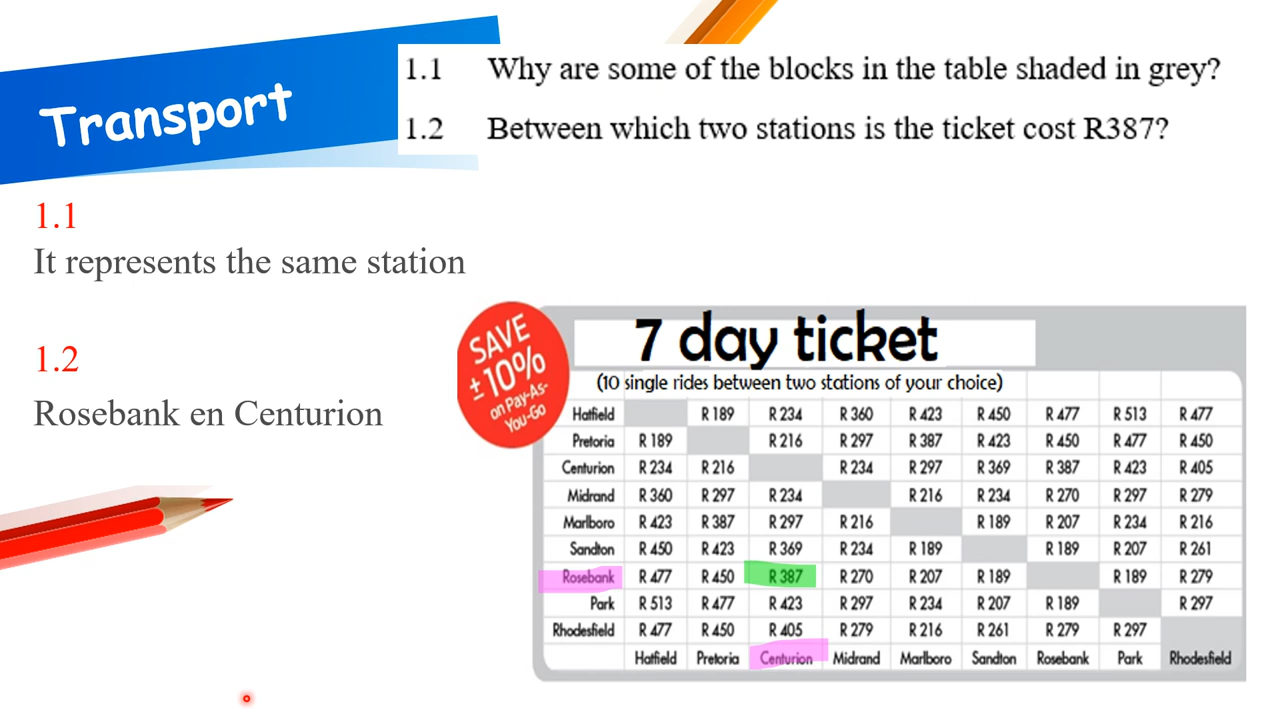 Transport
1.1 Why are some of the blocks in the table shaded in grey?
1.2 Between which two stations is the ticket cost R387?
1.1
It represents the same station
1.2
Rosebank en Centurion
SAVE
±10%
on Pay-As-
You-Go
7 day ticket
(10 single rides between two stations of your choice)
Hatfield R 189 R 234 R 360 R 423 R 450 R 477 R 513 R 477
Pretoria R 189 R 216 R 297 R 387 R 423 R 450 R 477 R 450
Centurion R 234 R 216 R 234 R 297 R 369 R 387 R 423 R 405
Midrand R 360 R 297 R 234 R 216 R 234 R 270 R 297 R 279
Marlboro R 423 R 387 R 297 R 216 R 189 R 207 R 234 R 216
Sandton R 450 R 423 R 369 R 234 R 189 R 189 R 207 R 261
Rosebank R 477 R 450 R 387 R 270 R 207 R 189 R 189 R 279
Park R 513 R 477 R 423 R 297 R 234 R 207 R 189 R 297
Rhodesfield R 477 R 450 R 405 R 279 R 216 R 261 R 279 R 297
Hatfield Pretoria Centurion Midrand Marlboro Sandton Rosebank Park Rhodesfield